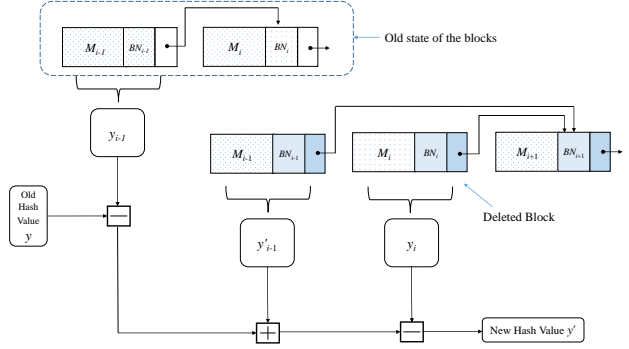 M_{i-1} BN_{i-1} M_i BN_i
Old state of the blocks
y_{i-1}
M_{i-1} BN_{i-1} M_i BN_i M_{i+1} BN_{i+1}
Old
Hash
Value
y
—
Deleted Block
y'_{i-1} y_i
+ —
New Hash Value y'